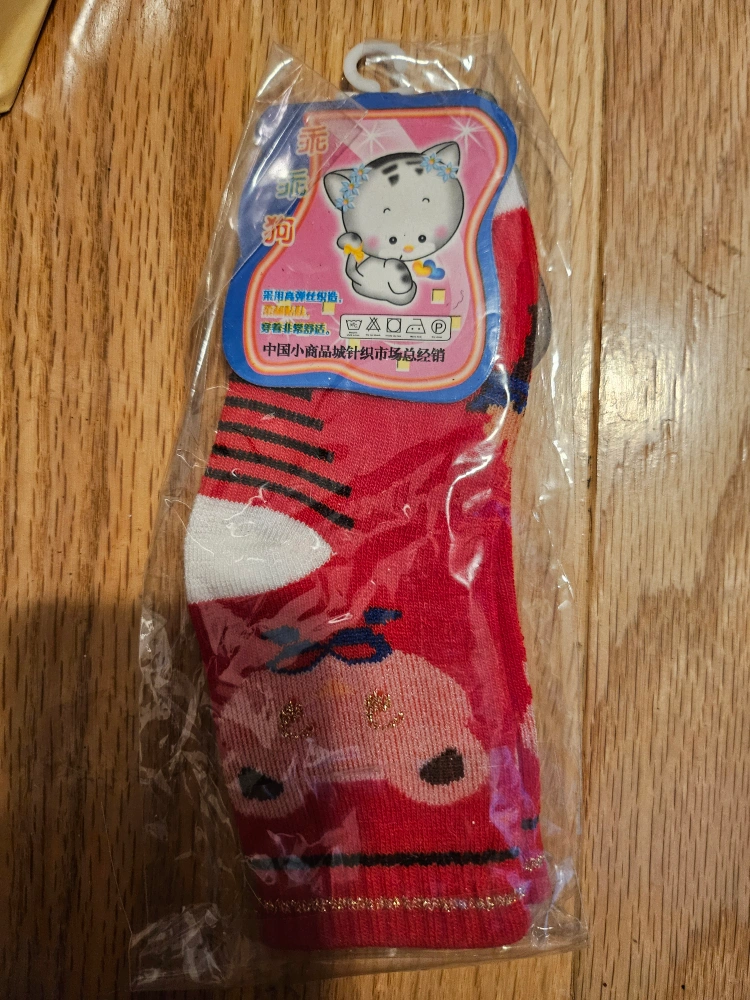 乖
乖
狗
采用高弹丝织造,
穿着非常舒适。
中国小商品城针织市场总经销